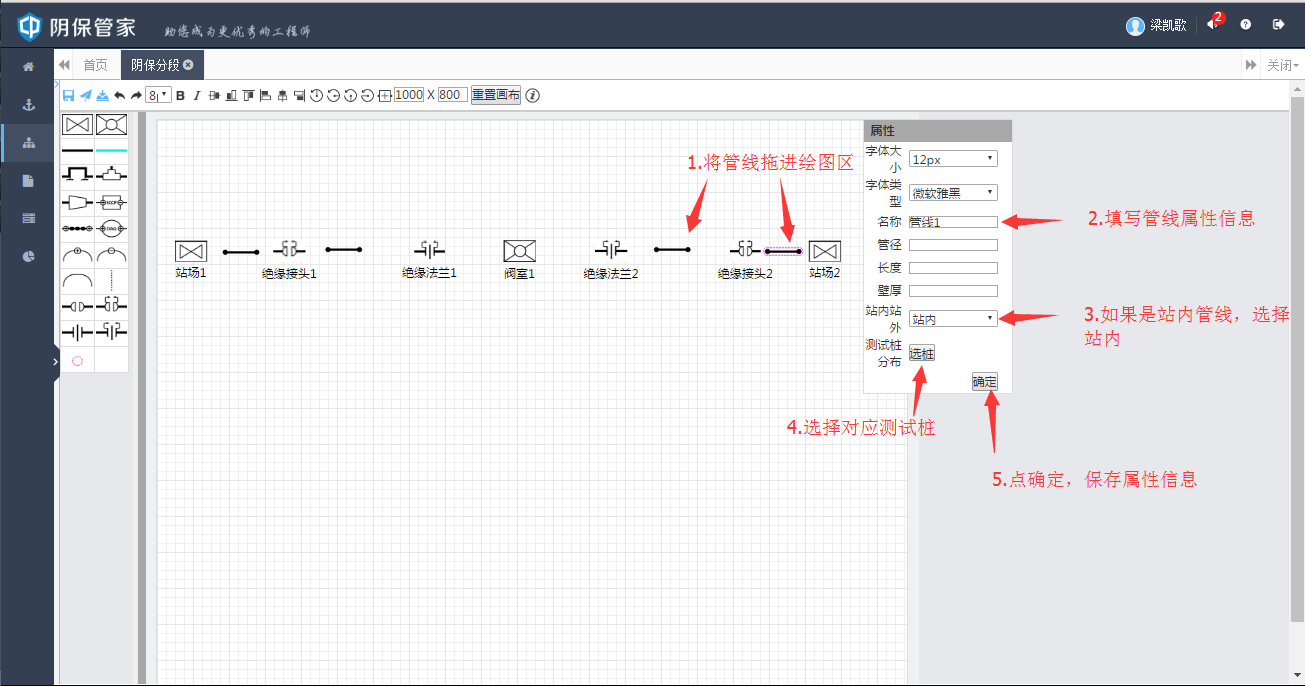 阴保管家
助您成为更优秀的工程师
梁凯歌
2
首页
阴保分段
关闭
8
B
I
1000 X 800
重置画布
属性
字体大小
12px
字体类型
微软雅黑
名称
管线1
管径
长度
壁厚
站内站外
站内
测试桩分布
选桩
确定
1.将管线拖进绘图区
2.填写管线属性信息
3.如果是站内管线，选择
站内
4.选择对应测试桩
5.点确定，保存属性信息
站场1
绝缘接头1
绝缘法兰1
阀室1
绝缘法兰2
绝缘接头2
站场2